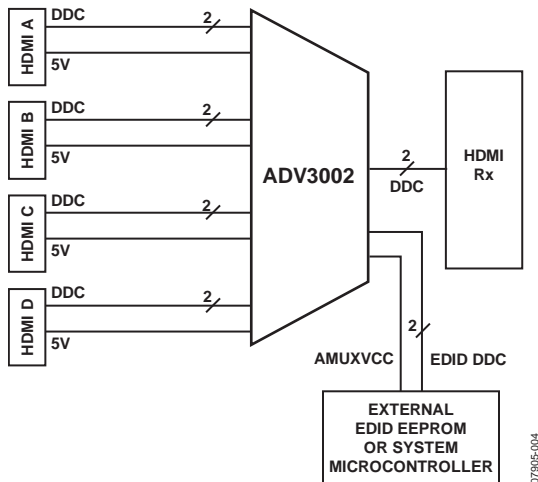 HDMI A
DDC
2
5V
HDMI B
DDC
2
5V
HDMI C
DDC
2
5V
HDMI D
DDC
2
5V
ADV3002
2
DDC
HDMI
Rx
2
AMUXVCC
EDID DDC
EXTERNAL
EDID EEPROM
OR SYSTEM
MICROCONTROLLER
07905-004